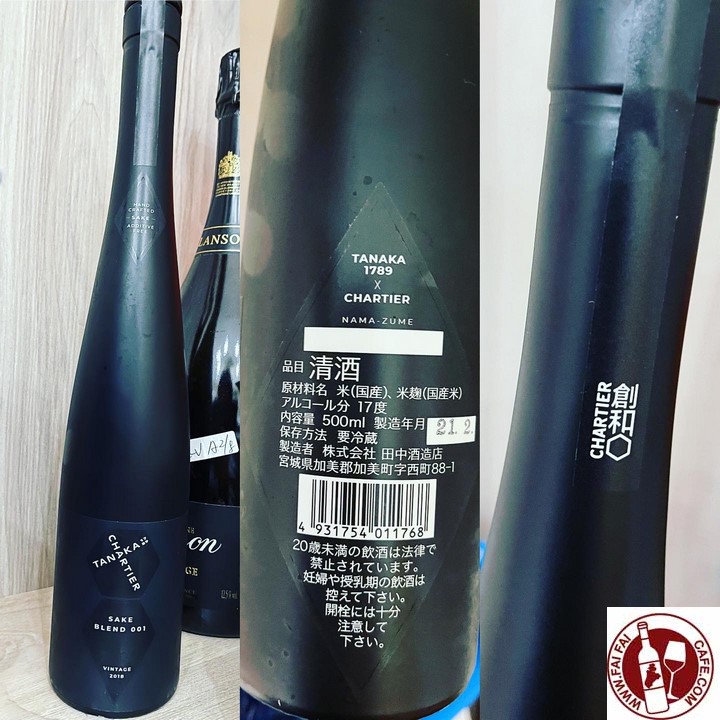 HAND
CRAFTED
SAKE
ADDITIVE
FREE
TANAKA
CHARTIER
SAKE
BLEND 001
VINTAGE
2018
LANSO
on
GE
12.5%
TANAKA
1789
X
CHARTIER
NAMA-ZUME
品目 清酒
原材料名 米(国産)、米麹(国産米)
アルコール分 17度
内容量 500ml 製造年月 21.2.
保存方法 要冷蔵
製造者 株式会社 田中酒造店
宮城県加美郡加美町字西町88-1
4 931754 011768
20歳未満の飲酒は法律で
禁止されています。
妊婦や授乳期の飲酒は
控えて下さい。
開栓には十分
注意して
下さい。
CHARTIER
創和
WWW.FAIFAICAFE.COM